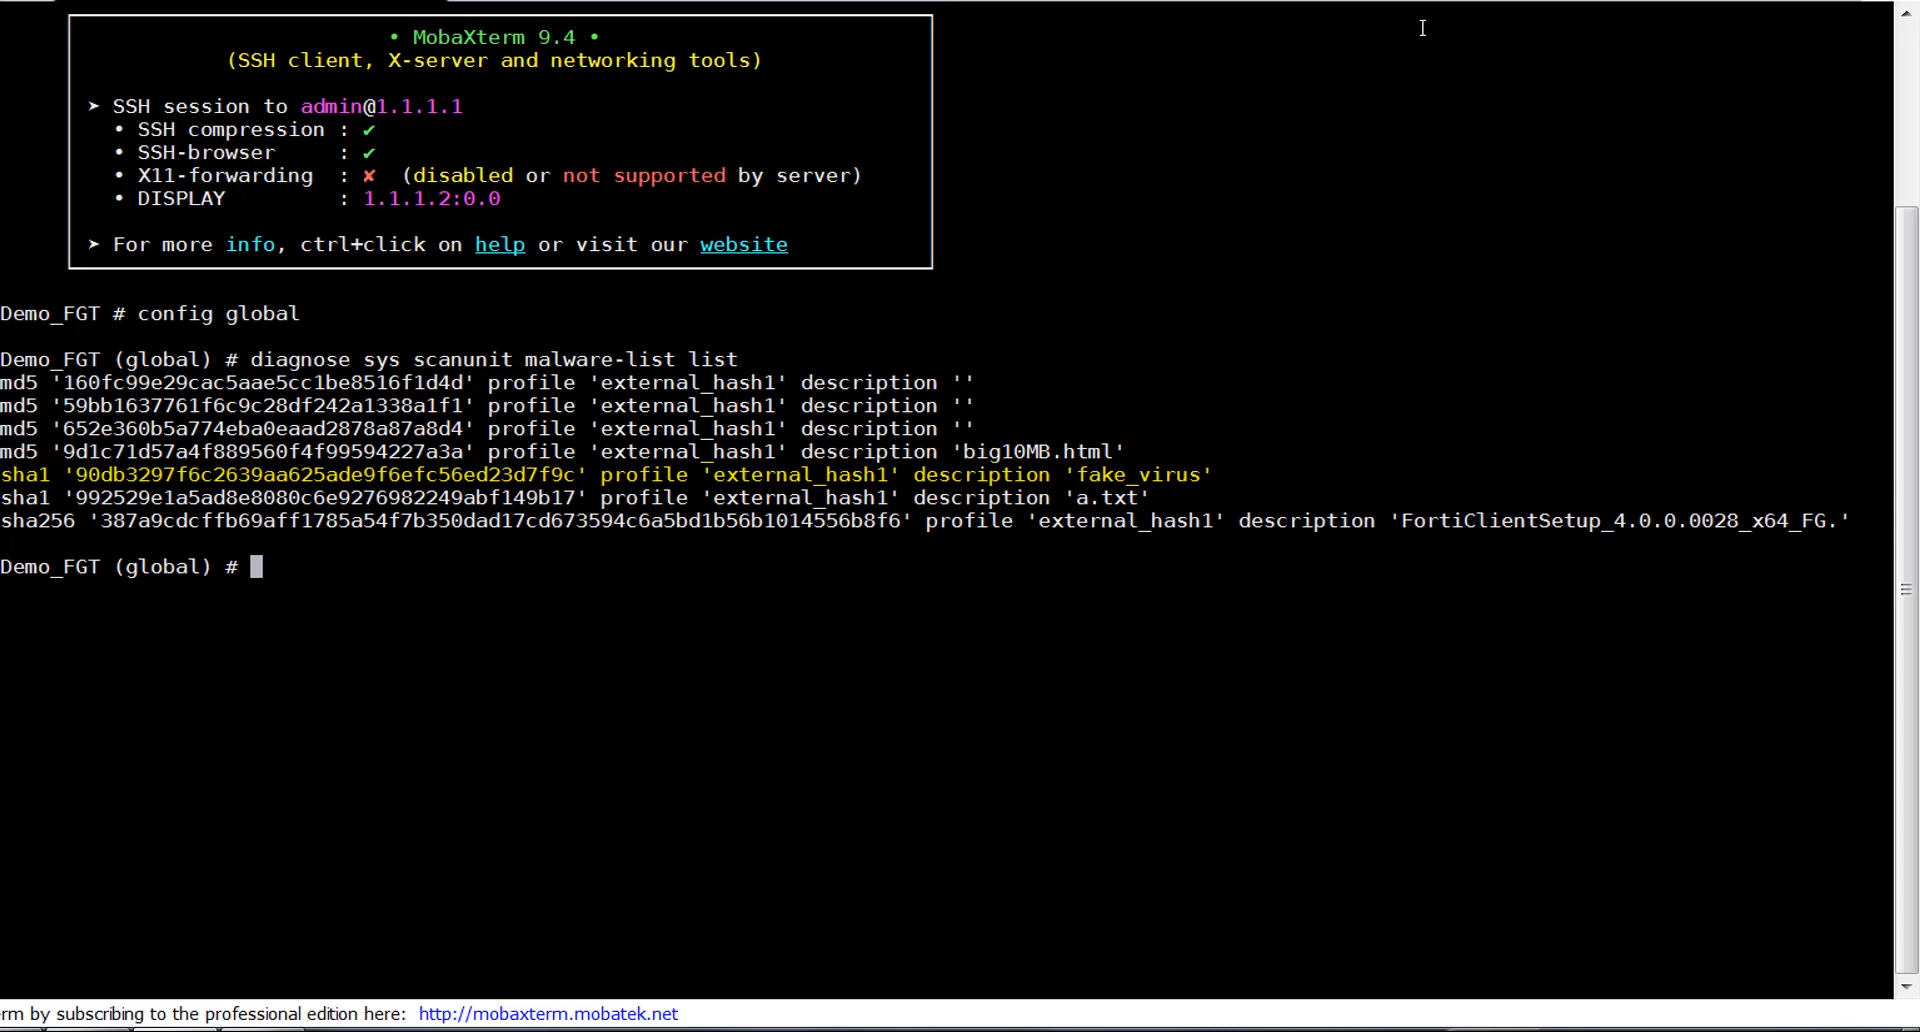 • MobaXterm 9.4 •
(SSH client, X-server and networking tools)
➤ SSH session to admin@1.1.1.1
• SSH compression : ✔
• SSH-browser : ✔
• X11-forwarding : ✘ (disabled or not supported by server)
• DISPLAY : 1.1.1.2:0.0
➤ For more info, ctrl+click on help or visit our website
Demo_FGT # config global
Demo_FGT (global) # diagnose sys scanunit malware-list list
md5 '160fc99e29cac5aae5cc1be8516f1d4d' profile 'external_hash1' description ''
md5 '59bb1637761f6c9c28df242a1338a1f1' profile 'external_hash1' description ''
md5 '652e360b5a774eba0eaad2878a87a8d4' profile 'external_hash1' description ''
md5 '9d1c71d57a4f889560f4f99594227a3a' profile 'external_hash1' description 'big10MB.html'
sha1 '90db3297f6c2639aa625ade9f6efc56ed23d7f9c' profile 'external_hash1' description 'fake_virus'
sha1 '992529e1a5ad8e8080c6e9276982249abf149b17' profile 'external_hash1' description 'a.txt'
sha256 '387a9cdcffb69aff1785a54f7b350dad17cd673594c6a5bd1b56b1014556b8f6' profile 'external_hash1' description 'FortiClientSetup_4.0.0.0028_x64_FG.'
Demo_FGT (global) #
rm by subscribing to the professional edition here: http://mobaxterm.mobatek.net